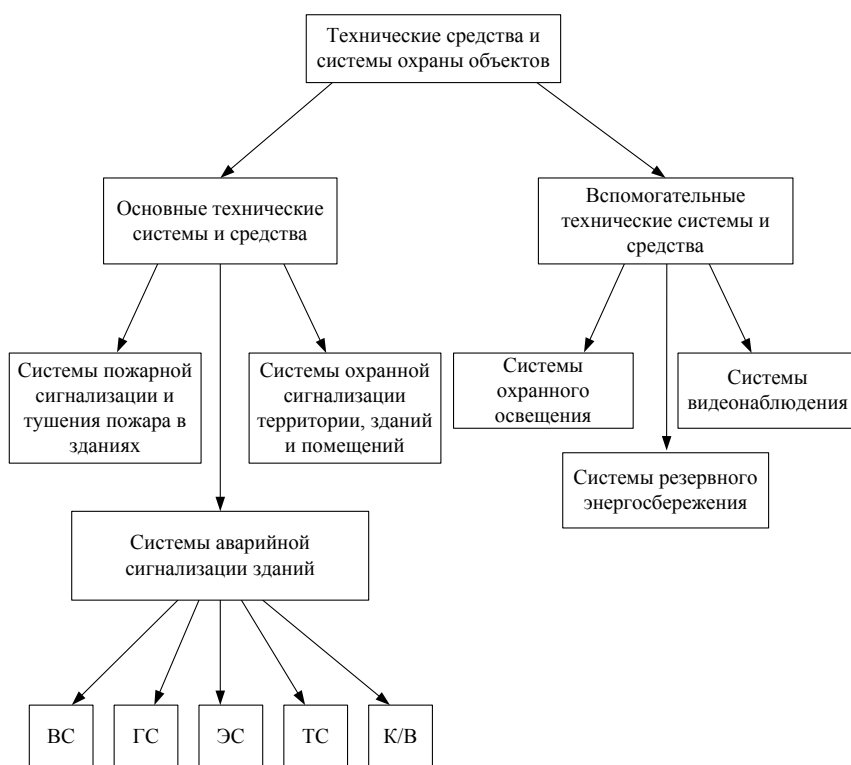 Технические средства и
системы охраны объектов
Основные технические
системы и средства
Вспомогательные
технические системы и
средства
Системы пожарной
сигнализации и
тушения пожара в
зданиях
Системы охранной
сигнализации
территории, зданий
и помещений
Системы
охранного
освещения
Системы
видеонаблюдения
Системы резервного
энергосбережения
Системы аварийной
сигнализации зданий
ВС
ГС
ЭС
ТС
К/В